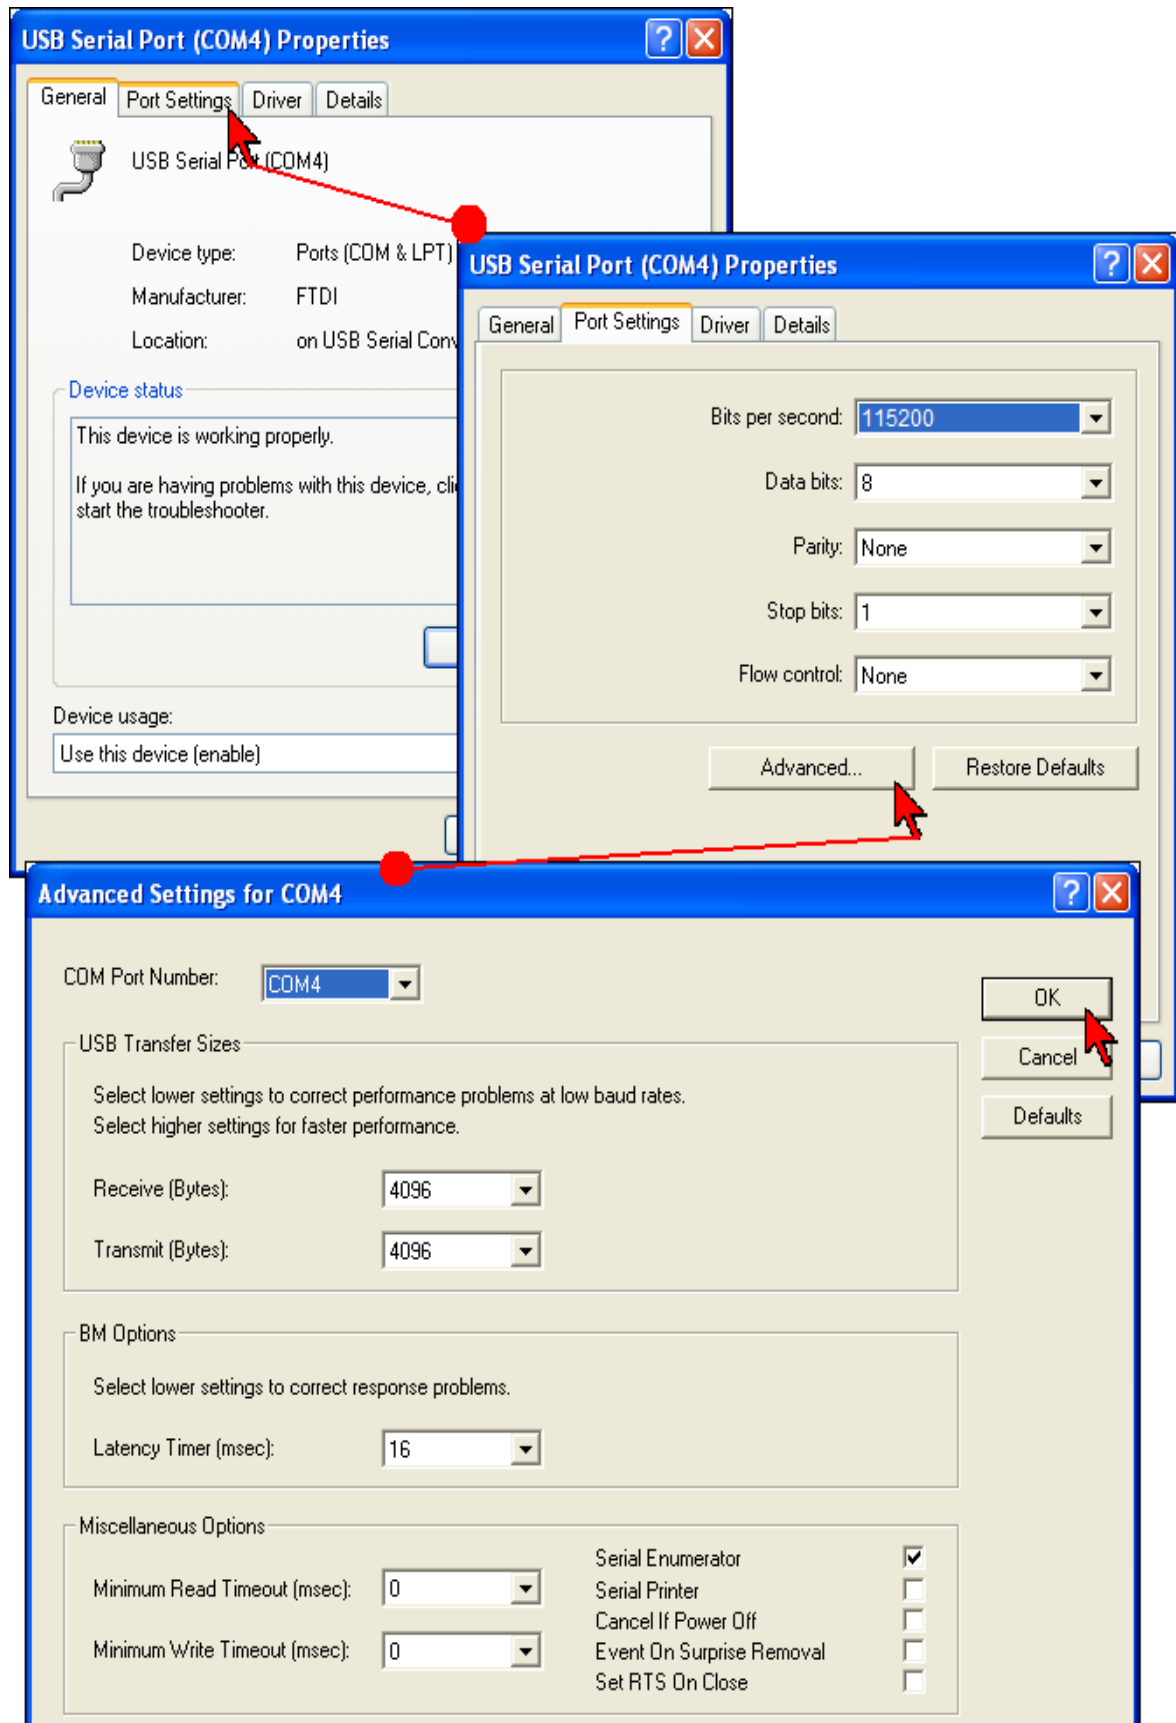 USB Serial Port (COM4) Properties
General
Port Settings
Driver
Details
USB Serial Port (COM4)
Device type: Ports (COM & LPT)
Manufacturer: FTDI
Location: on USB Serial Conv
Device status
This device is working properly.
If you are having problems with this device, cli
start the troubleshooter.
Device usage:
Use this device (enable)
USB Serial Port (COM4) Properties
General
Port Settings
Driver
Details
Bits per second: 115200
Data bits: 8
Parity: None
Stop bits: 1
Flow control: None
Advanced...
Restore Defaults
Advanced Settings for COM4
COM Port Number: COM4
OK
Cancel
Defaults
USB Transfer Sizes
Select lower settings to correct performance problems at low baud rates.
Select higher settings for faster performance.
Receive (Bytes): 4096
Transmit (Bytes): 4096
BM Options
Select lower settings to correct response problems.
Latency Timer (msec): 16
Miscellaneous Options
Minimum Read Timeout (msec): 0
Minimum Write Timeout (msec): 0
Serial Enumerator
Serial Printer
Cancel If Power Off
Event On Surprise Removal
Set RTS On Close